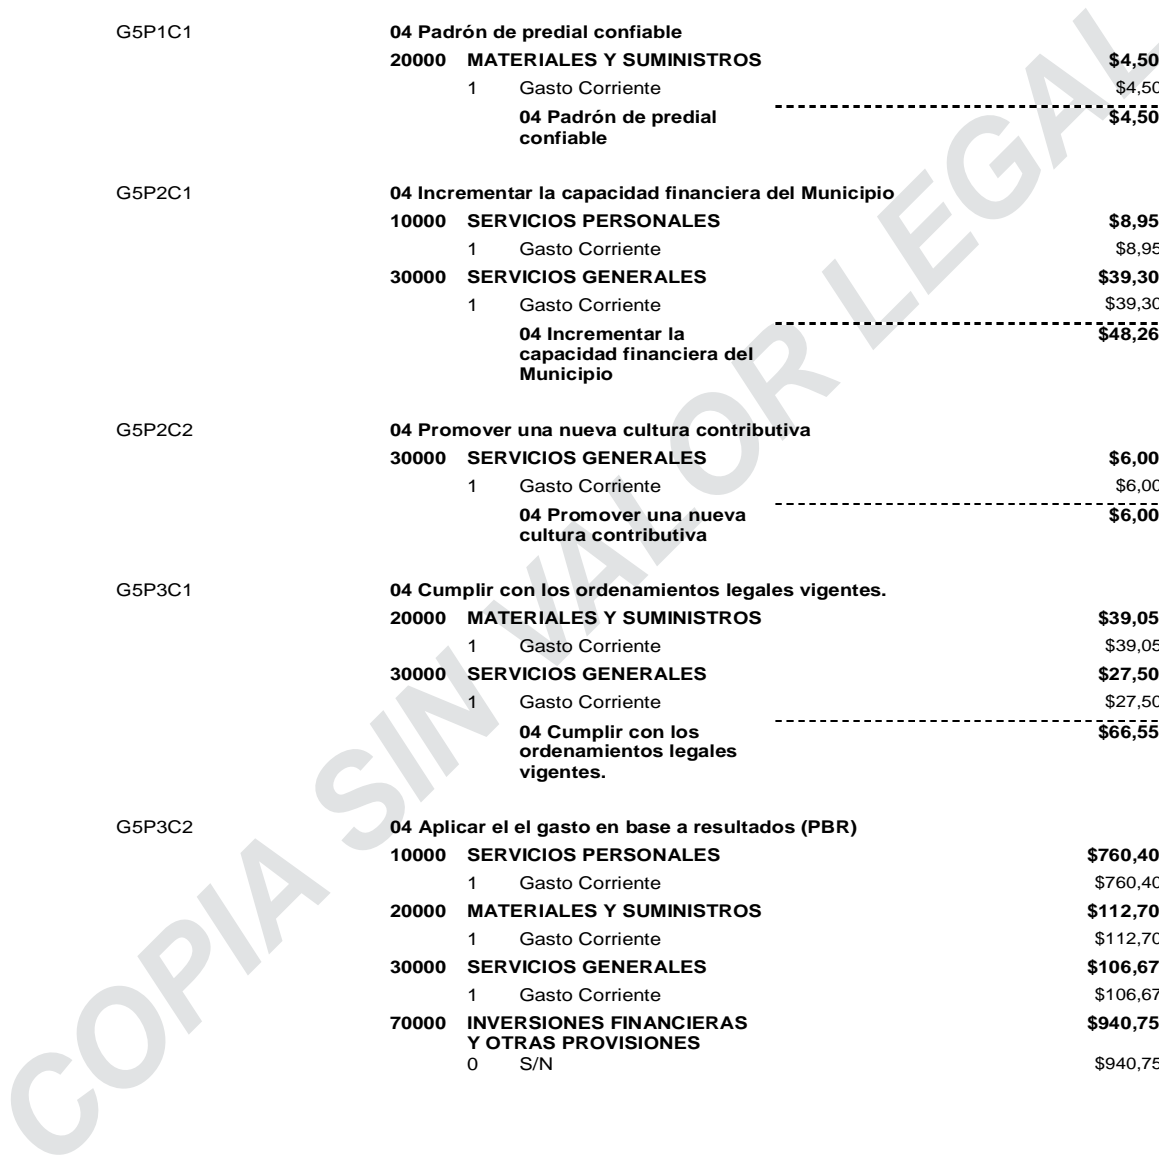 G5P1C1 04 Padrón de predial confiable
20000 MATERIALES Y SUMINISTROS $4,50
1 Gasto Corriente $4,50
04 Padrón de predial $4,50
confiable
G5P2C1 04 Incrementar la capacidad financiera del Municipio
10000 SERVICIOS PERSONALES $8,95
1 Gasto Corriente $8,95
30000 SERVICIOS GENERALES $39,30
1 Gasto Corriente $39,30
04 Incrementar la $48,26
capacidad financiera del
Municipio
G5P2C2 04 Promover una nueva cultura contributiva
30000 SERVICIOS GENERALES $6,00
1 Gasto Corriente $6,00
04 Promover una nueva $6,00
cultura contributiva
G5P3C1 04 Cumplir con los ordenamientos legales vigentes.
20000 MATERIALES Y SUMINISTROS $39,05
1 Gasto Corriente $39,05
30000 SERVICIOS GENERALES $27,50
1 Gasto Corriente $27,50
04 Cumplir con los $66,55
ordenamientos legales
vigentes.
G5P3C2 04 Aplicar el el gasto en base a resultados (PBR)
10000 SERVICIOS PERSONALES $760,40
1 Gasto Corriente $760,40
20000 MATERIALES Y SUMINISTROS $112,70
1 Gasto Corriente $112,70
30000 SERVICIOS GENERALES $106,67
1 Gasto Corriente $106,67
70000 INVERSIONES FINANCIERAS $940,75
Y OTRAS PROVISIONES
0 S/N $940,75
COPIA SIN VALOR LEGAL